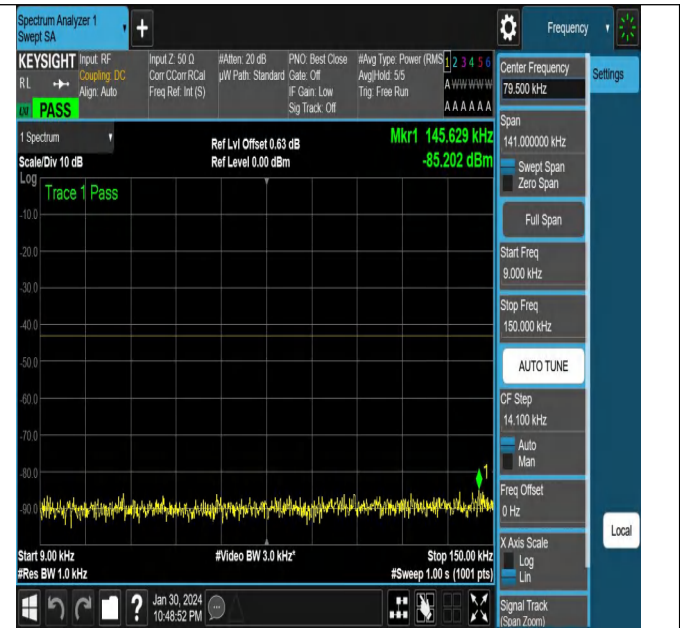 Spectrum Analyzer 1
Swept SA
+
Frequency
KEYSIGHT
RL
PASS
Input: RF
Coupling: DC
Align: Auto
Input Z: 50 Ω
Corr CCorr RCal
Freq Ref: Int (S)
#Atten: 20 dB
µW Path: Standard
PNO: Best Close
Gate: Off
IF Gain: Low
Sig Track: Off
#Avg Type: Power (RMS
Avg|Hold: 5/5
Trig: Free Run
1 2 3 4 5 6
A W W W W W
A A A A A A
Center Frequency
79.500 kHz
Settings
Span
141.000000 kHz
Swept Span
Zero Span
Full Span
Start Freq
9.000 kHz
Stop Freq
150.000 kHz
AUTO TUNE
CF Step
14.100 kHz
Auto
Man
Freq Offset
0 Hz
X Axis Scale
Log
Lin
Signal Track
(Span Zoom)
Local
1 Spectrum
Scale/Div 10 dB
Ref Lvl Offset 0.63 dB
Ref Level 0.00 dBm
Mkr1 145.629 kHz
-85.202 dBm
Log
Trace 1 Pass
-10.0
-20.0
-30.0
-40.0
-50.0
-60.0
-70.0
-80.0
-90.0
1
Start 9.00 kHz
#Res BW 1.0 kHz
#Video BW 3.0 kHz*
Stop 150.00 kHz
#Sweep 1.00 s (1001 pts)
?
Jan 30, 2024
10:48:52 PM